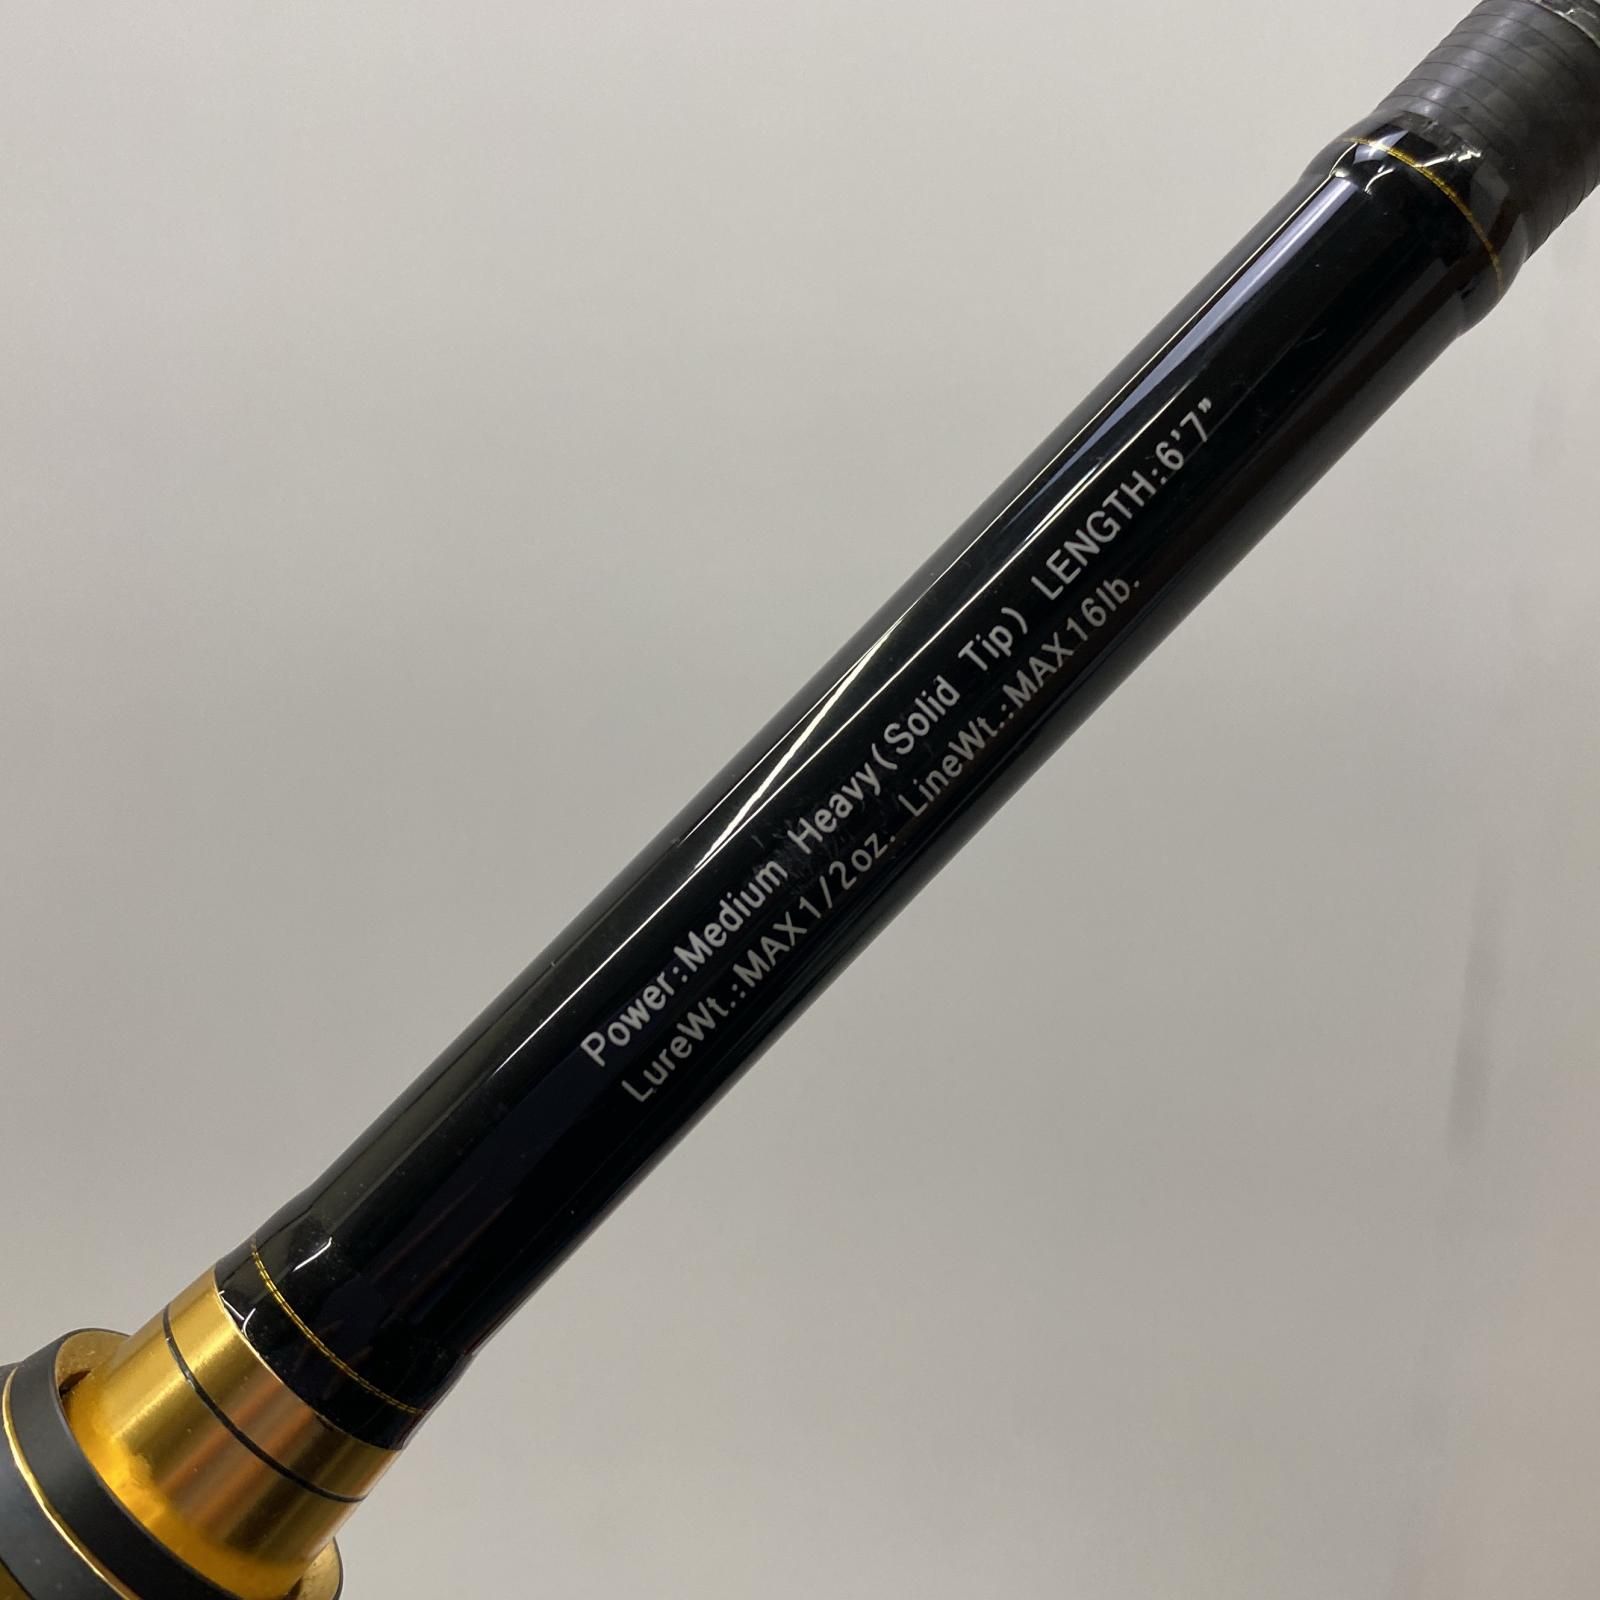 Power:Medium Heavy(Solid Tip) LENGTH:6'7"
LureWt.:MAX1/2oz. LineWt.:MAX16lb.